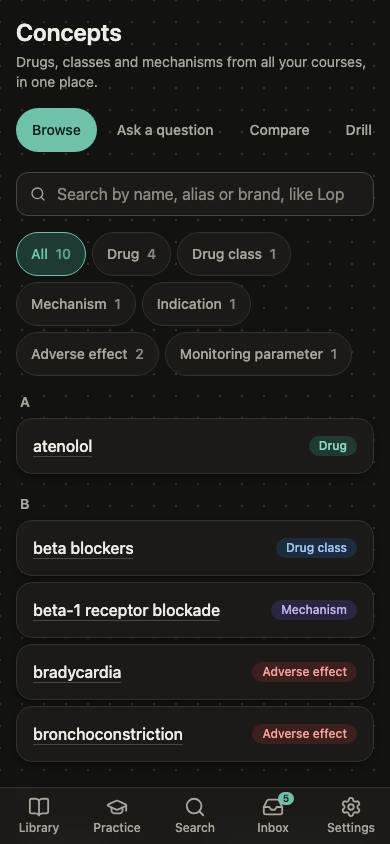 Concepts
Drugs, classes and mechanisms from all your courses,
in one place.
Browse Ask a question Compare Drill
Search by name, alias or brand, like Lop
All 10 Drug 4 Drug class 1
Mechanism 1 Indication 1
Adverse effect 2 Monitoring parameter 1
A
atenolol Drug
B
beta blockers Drug class
beta-1 receptor blockade Mechanism
bradycardia Adverse effect
bronchoconstriction Adverse effect
5
Library Practice Search Inbox Settings